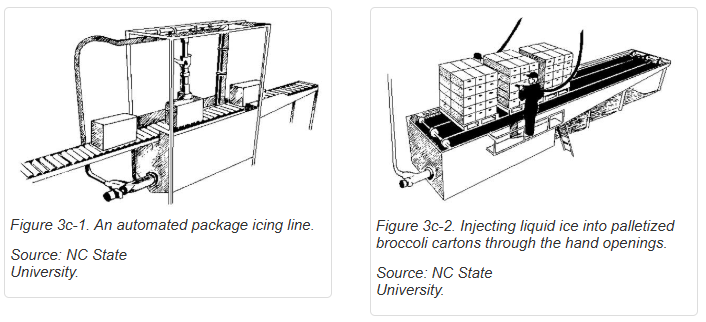 Figure 3c-1. An automated package icing line.
Source: NC State
University.
Figure 3c-2. Injecting liquid ice into palletized
broccoli cartons through the hand openings.
Source: NC State
University.